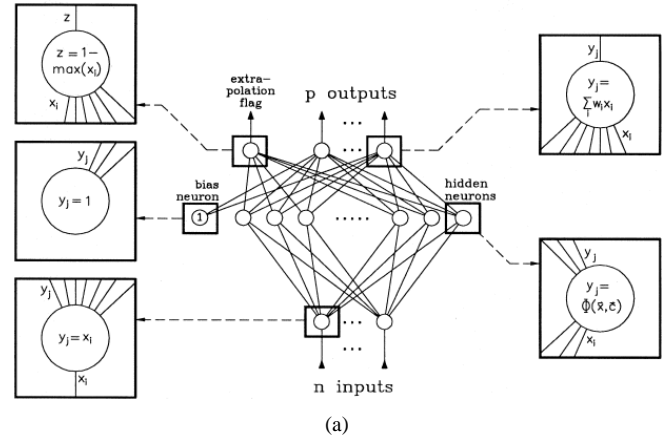 z
z = 1-
max(xi)
xi
extra-
polation
flag
p outputs
...
...
yj
yj =
∑ wixi
i
xi
yj
yj = 1
bias
neuron
1
hidden
neurons
.....
yj
yj = xi
xi
...
...
n inputs
yj
yj =
Φ(x̄,c̄)
xi
(a)